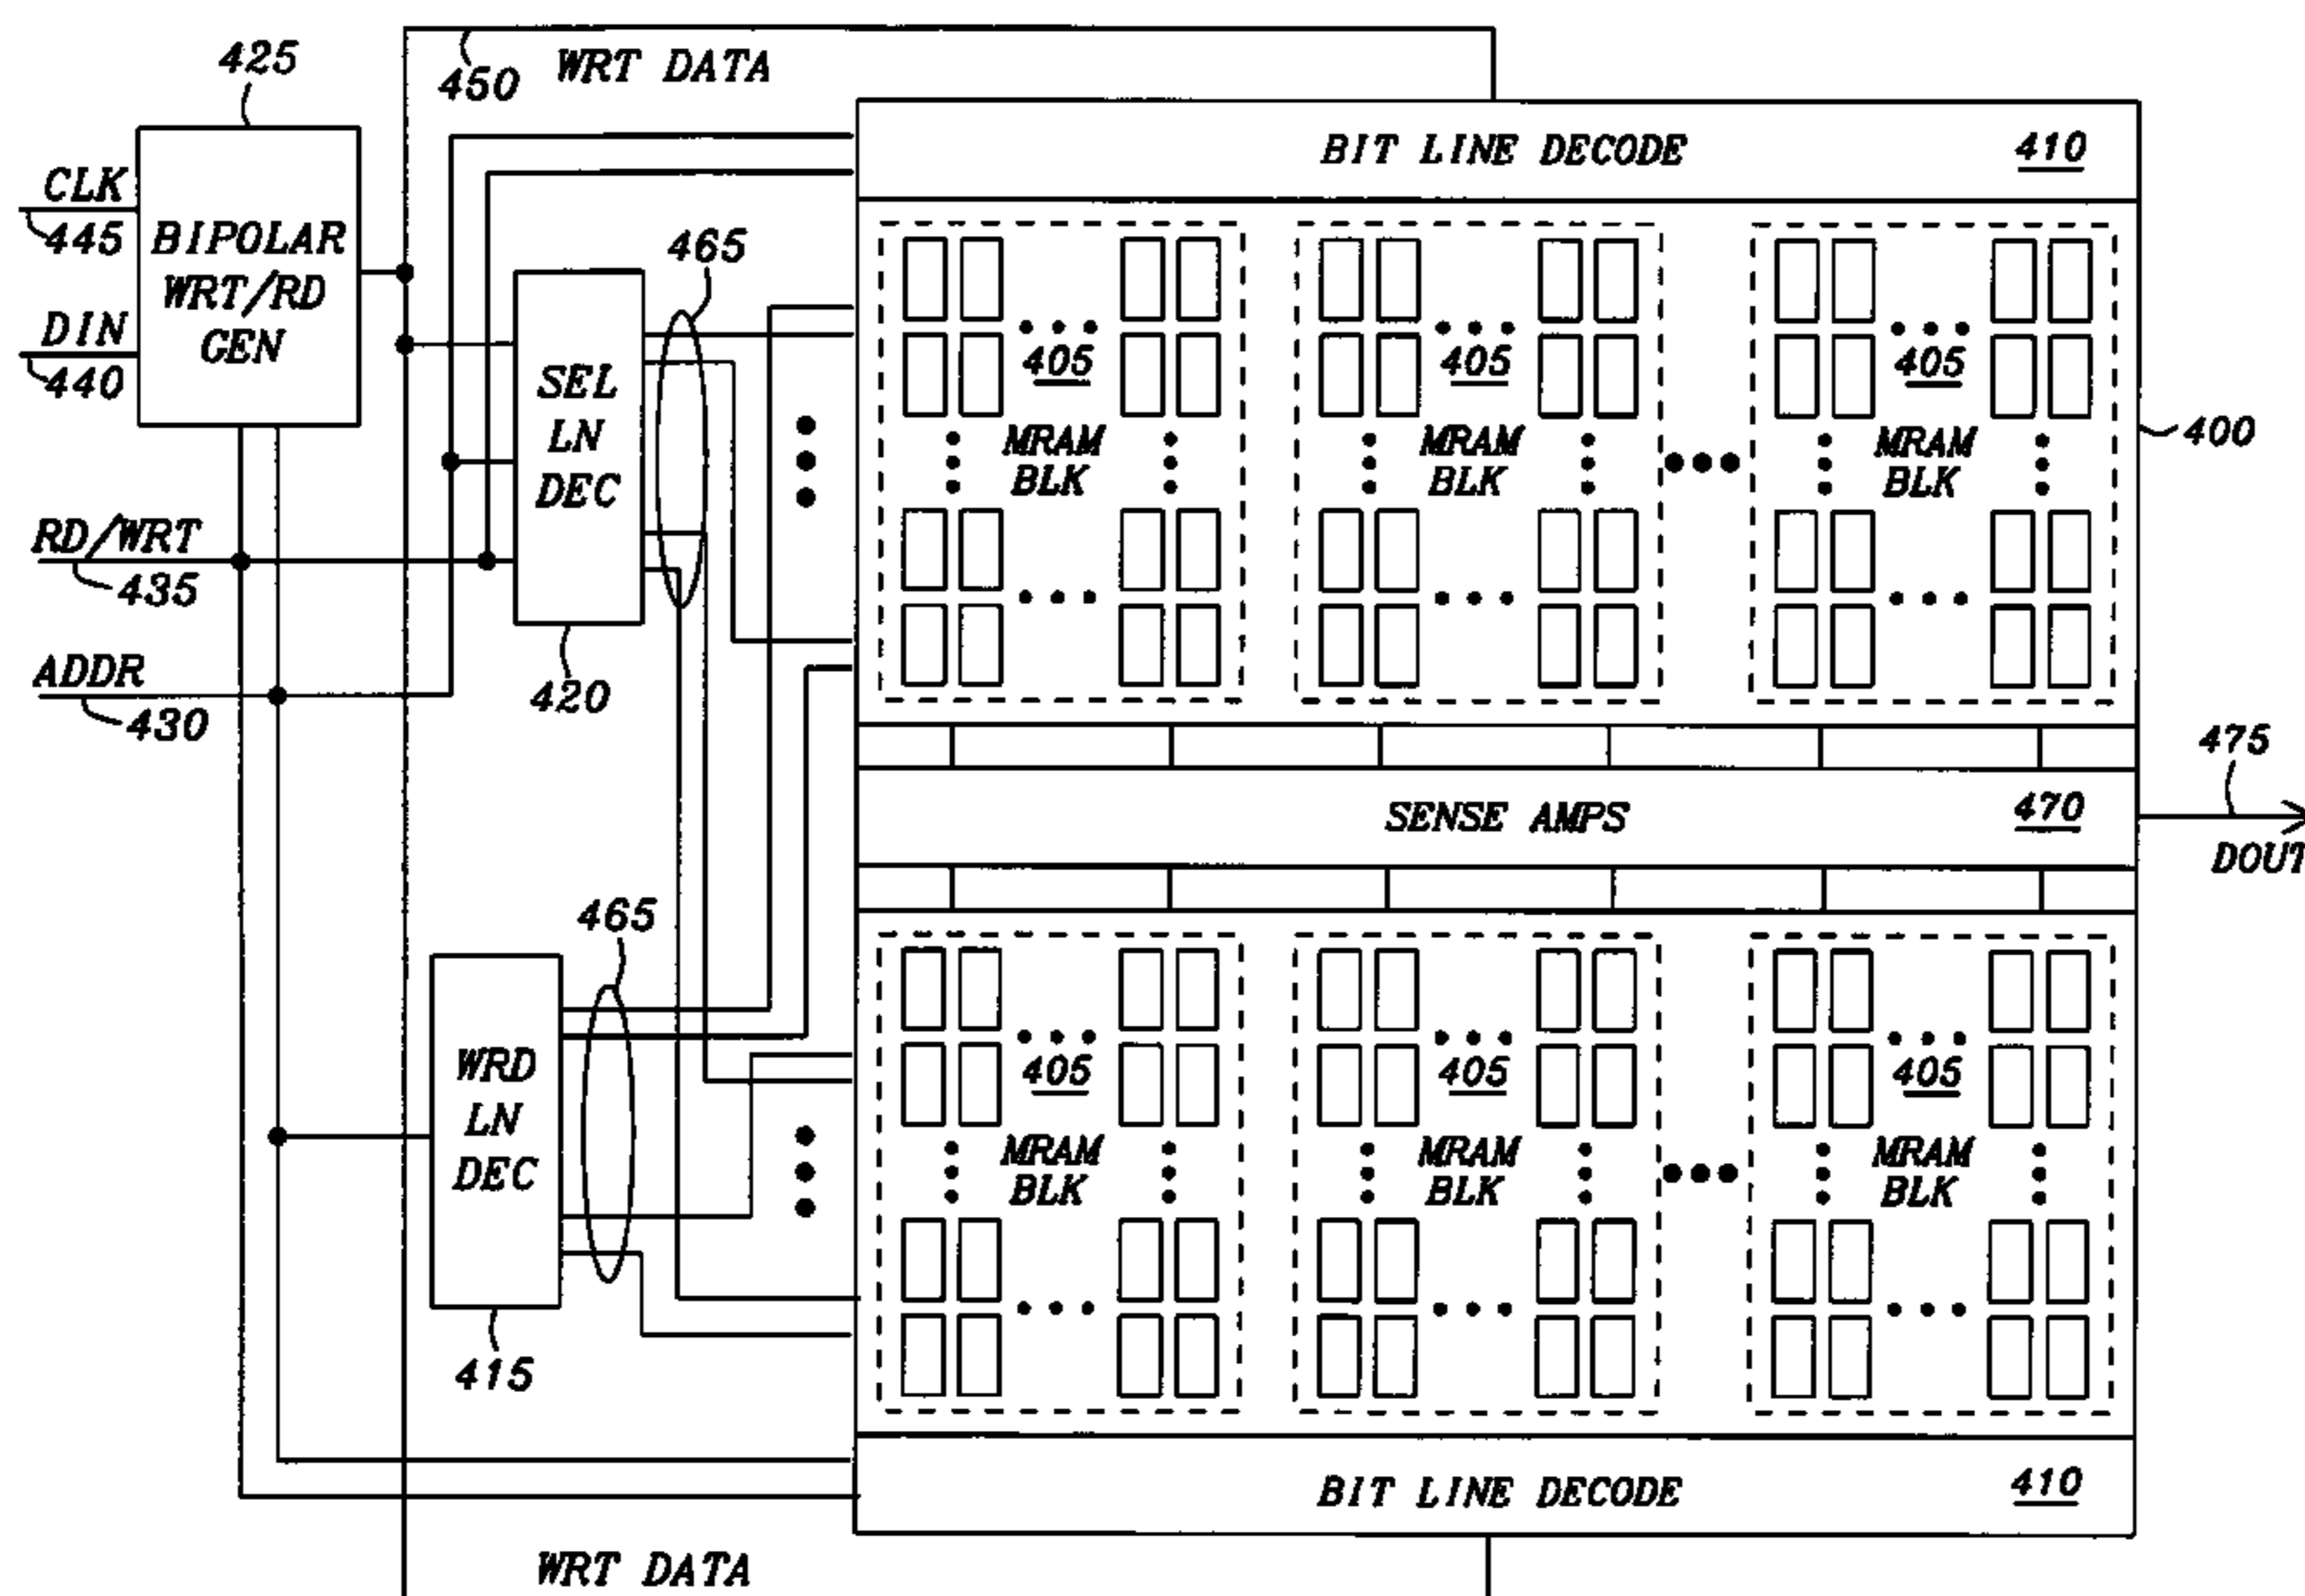 425
450
WRT DATA
BIT LINE DECODE 410
CLK
445
BIPOLAR
WRT/RD
GEN
DIN
440
465
SEL
LN
DEC
420
405
MRAM
BLK
405
MRAM
BLK
405
MRAM
BLK
400
RD/WRT
435
ADDR
430
SENSE AMPS 470
475
DOUT
465
WRD
LN
DEC
415
405
MRAM
BLK
405
MRAM
BLK
405
MRAM
BLK
BIT LINE DECODE 410
WRT DATA